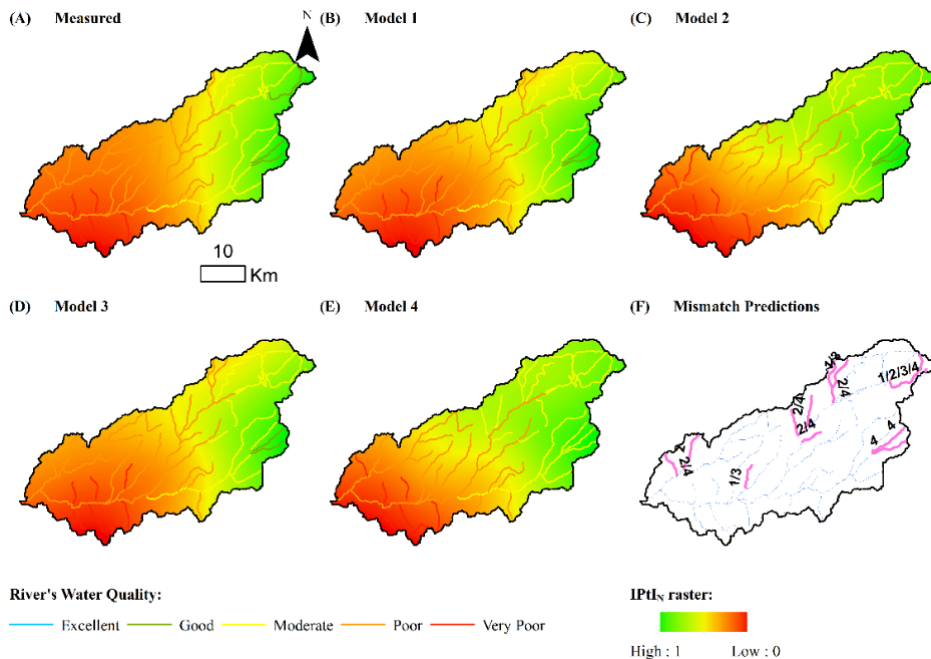 (A) Measured
N
(B) Model 1
(C) Model 2
10
Km
(D) Model 3
(E) Model 4
(F) Mismatch Predictions
2/4
1/2/3/4
2/4
2/4
4 4
2/4
1/3
River's Water Quality:
Excellent Good Moderate Poor Very Poor
IPtI_N raster:
High : 1 Low : 0